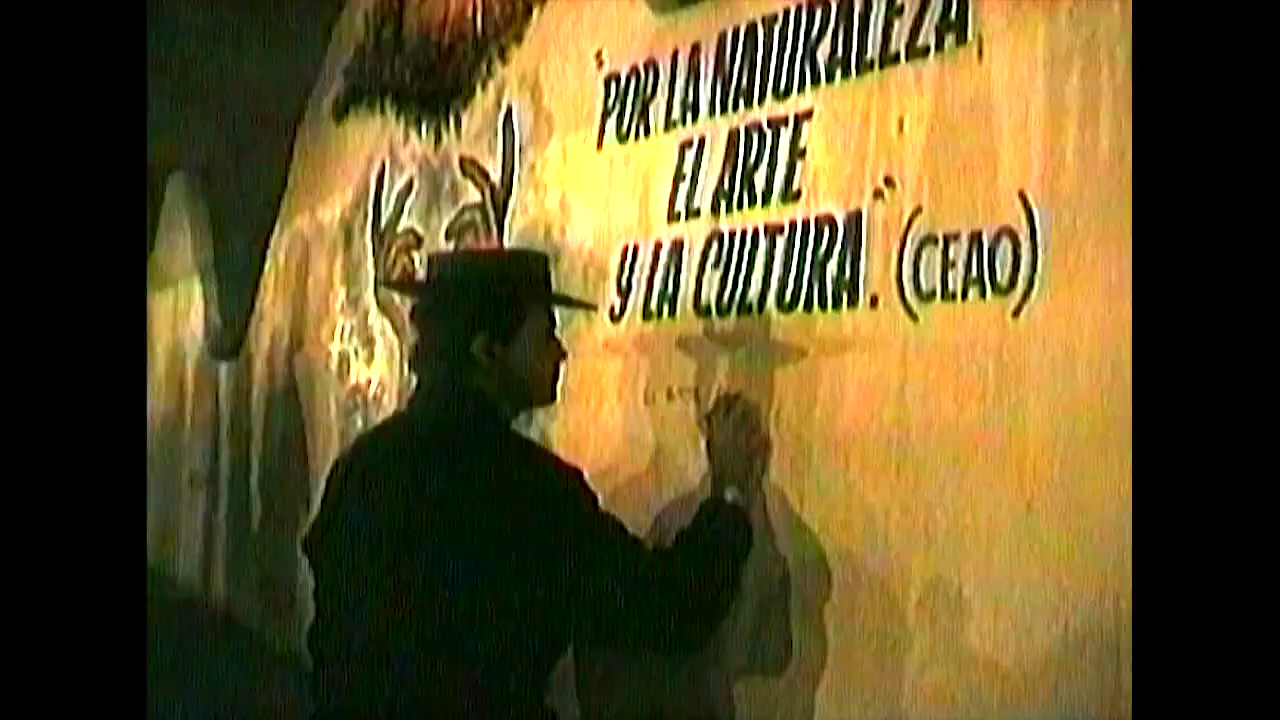 "POR LA NATURALEZA,
EL ARTE
Y LA CULTURA." (CEAO)